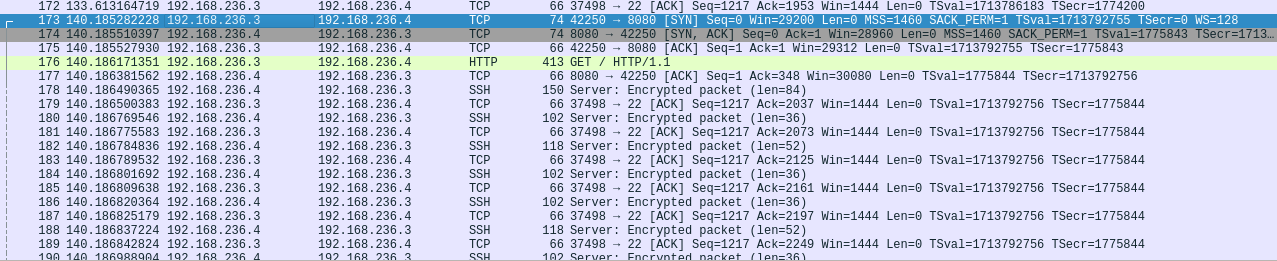 172 133.613164719 192.168.236.3 192.168.236.4 TCP 66 37498 → 22 [ACK] Seq=1217 Ack=1953 Win=1444 Len=0 TSval=1713786183 TSecr=1774200
173 140.185282228 192.168.236.3 192.168.236.4 TCP 74 42250 → 8080 [SYN] Seq=0 Win=29200 Len=0 MSS=1460 SACK_PERM=1 TSval=1713792755 TSecr=0 WS=128
174 140.185510397 192.168.236.4 192.168.236.3 TCP 74 8080 → 42250 [SYN, ACK] Seq=0 Ack=1 Win=28960 Len=0 MSS=1460 SACK_PERM=1 TSval=1775843 TSecr=1713…
175 140.185527930 192.168.236.3 192.168.236.4 TCP 66 42250 → 8080 [ACK] Seq=1 Ack=1 Win=29312 Len=0 TSval=1713792755 TSecr=1775843
176 140.186171351 192.168.236.3 192.168.236.4 HTTP 413 GET / HTTP/1.1
177 140.186381562 192.168.236.4 192.168.236.3 TCP 66 8080 → 42250 [ACK] Seq=1 Ack=348 Win=30080 Len=0 TSval=1775844 TSecr=1713792756
178 140.186490365 192.168.236.4 192.168.236.3 SSH 150 Server: Encrypted packet (len=84)
179 140.186500383 192.168.236.3 192.168.236.4 TCP 66 37498 → 22 [ACK] Seq=1217 Ack=2037 Win=1444 Len=0 TSval=1713792756 TSecr=1775844
180 140.186769546 192.168.236.4 192.168.236.3 SSH 102 Server: Encrypted packet (len=36)
181 140.186775583 192.168.236.3 192.168.236.4 TCP 66 37498 → 22 [ACK] Seq=1217 Ack=2073 Win=1444 Len=0 TSval=1713792756 TSecr=1775844
182 140.186784836 192.168.236.4 192.168.236.3 SSH 118 Server: Encrypted packet (len=52)
183 140.186789532 192.168.236.3 192.168.236.4 TCP 66 37498 → 22 [ACK] Seq=1217 Ack=2125 Win=1444 Len=0 TSval=1713792756 TSecr=1775844
184 140.186801692 192.168.236.4 192.168.236.3 SSH 102 Server: Encrypted packet (len=36)
185 140.186809638 192.168.236.3 192.168.236.4 TCP 66 37498 → 22 [ACK] Seq=1217 Ack=2161 Win=1444 Len=0 TSval=1713792756 TSecr=1775844
186 140.186820364 192.168.236.4 192.168.236.3 SSH 102 Server: Encrypted packet (len=36)
187 140.186825179 192.168.236.3 192.168.236.4 TCP 66 37498 → 22 [ACK] Seq=1217 Ack=2197 Win=1444 Len=0 TSval=1713792756 TSecr=1775844
188 140.186837224 192.168.236.4 192.168.236.3 SSH 118 Server: Encrypted packet (len=52)
189 140.186842824 192.168.236.3 192.168.236.4 TCP 66 37498 → 22 [ACK] Seq=1217 Ack=2249 Win=1444 Len=0 TSval=1713792756 TSecr=1775844
190 140.186988904 192.168.236.4 192.168.236.3 SSH 102 Server: Encrypted packet (len=36)